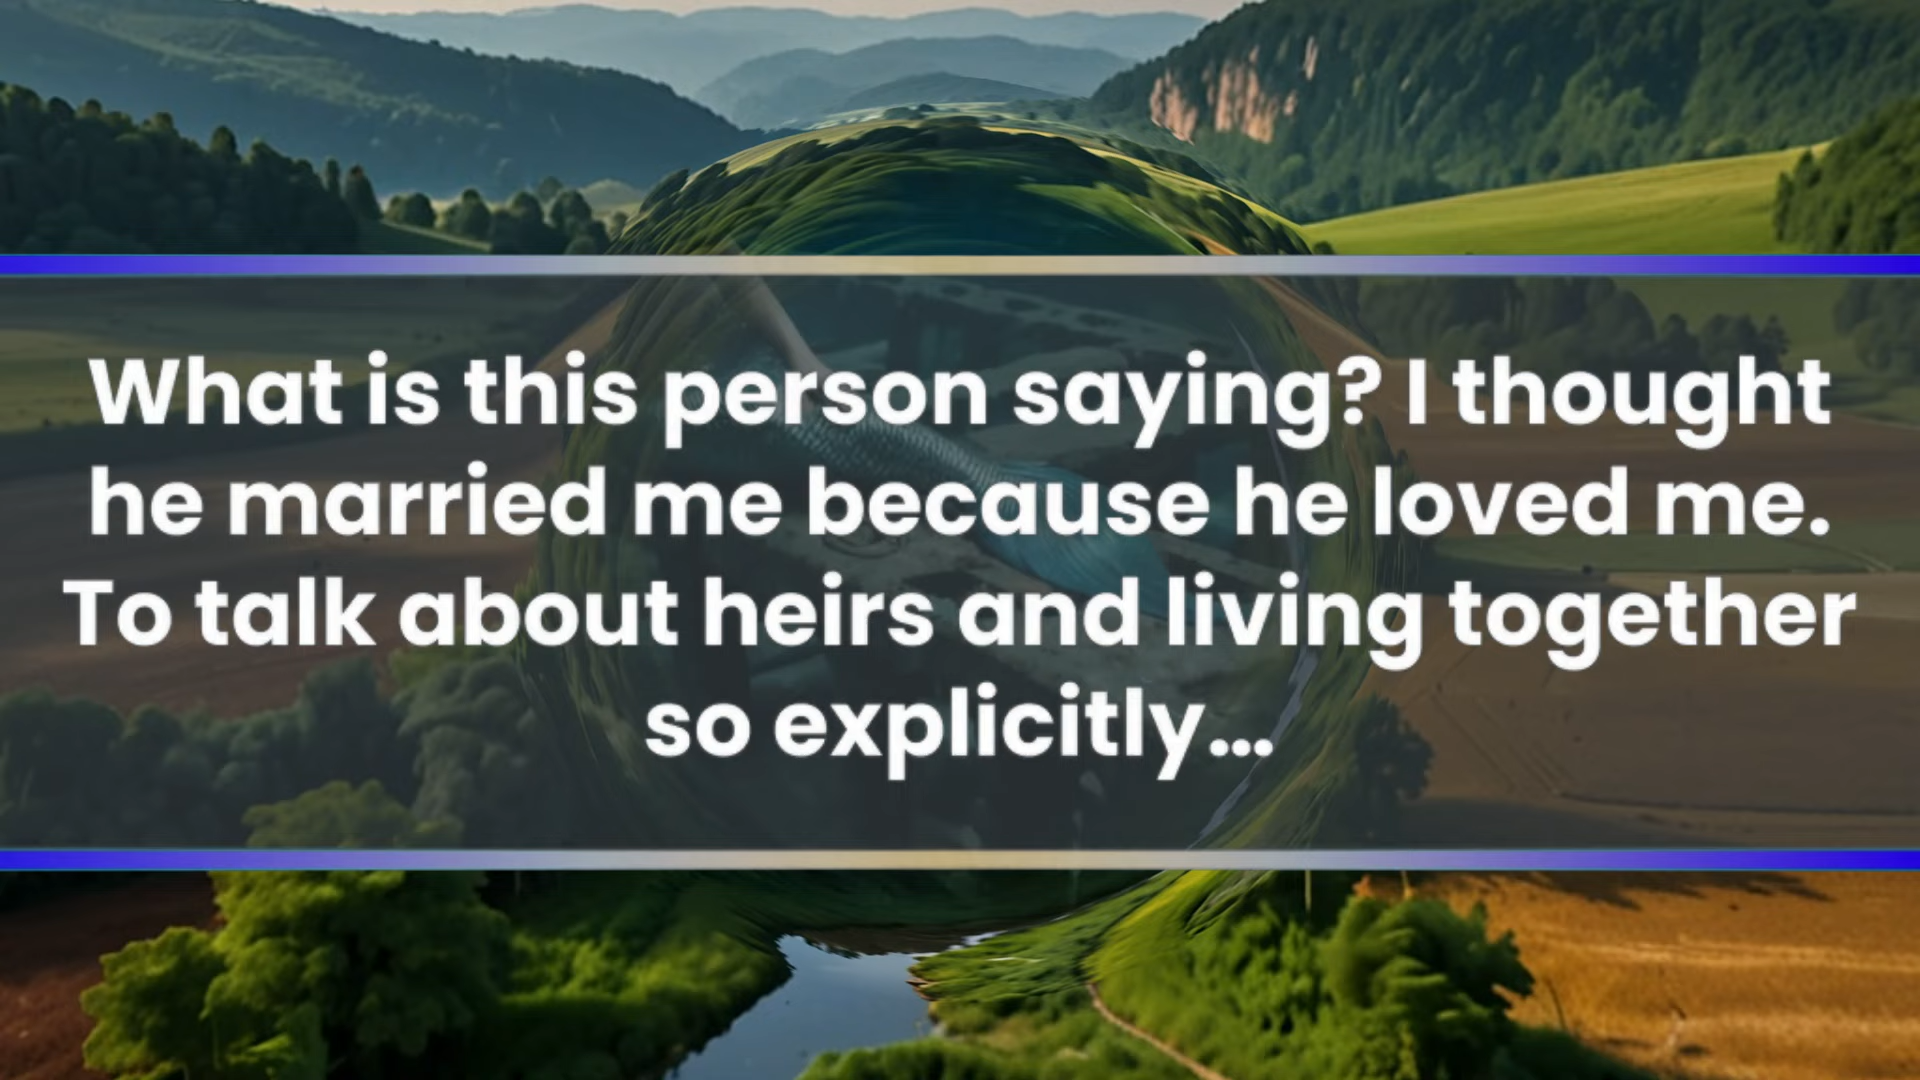 What is this person saying? I thought
he married me because he loved me.
To talk about heirs and living together
so explicitly...